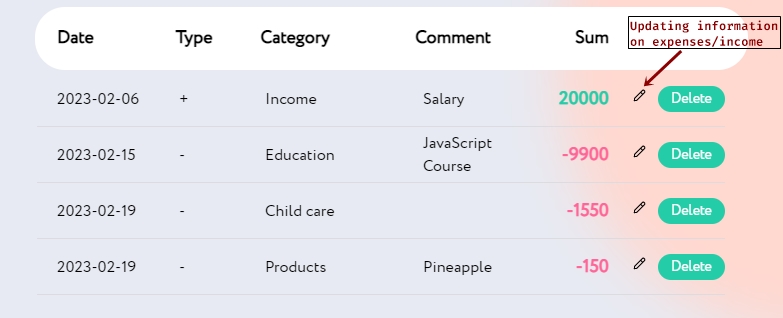 Date Type Category Comment Sum
Updating information
on expenses/income
2023-02-06 + Income Salary 20000 Delete
2023-02-15 - Education JavaScript Course -9900 Delete
2023-02-19 - Child care -1550 Delete
2023-02-19 - Products Pineapple -150 Delete